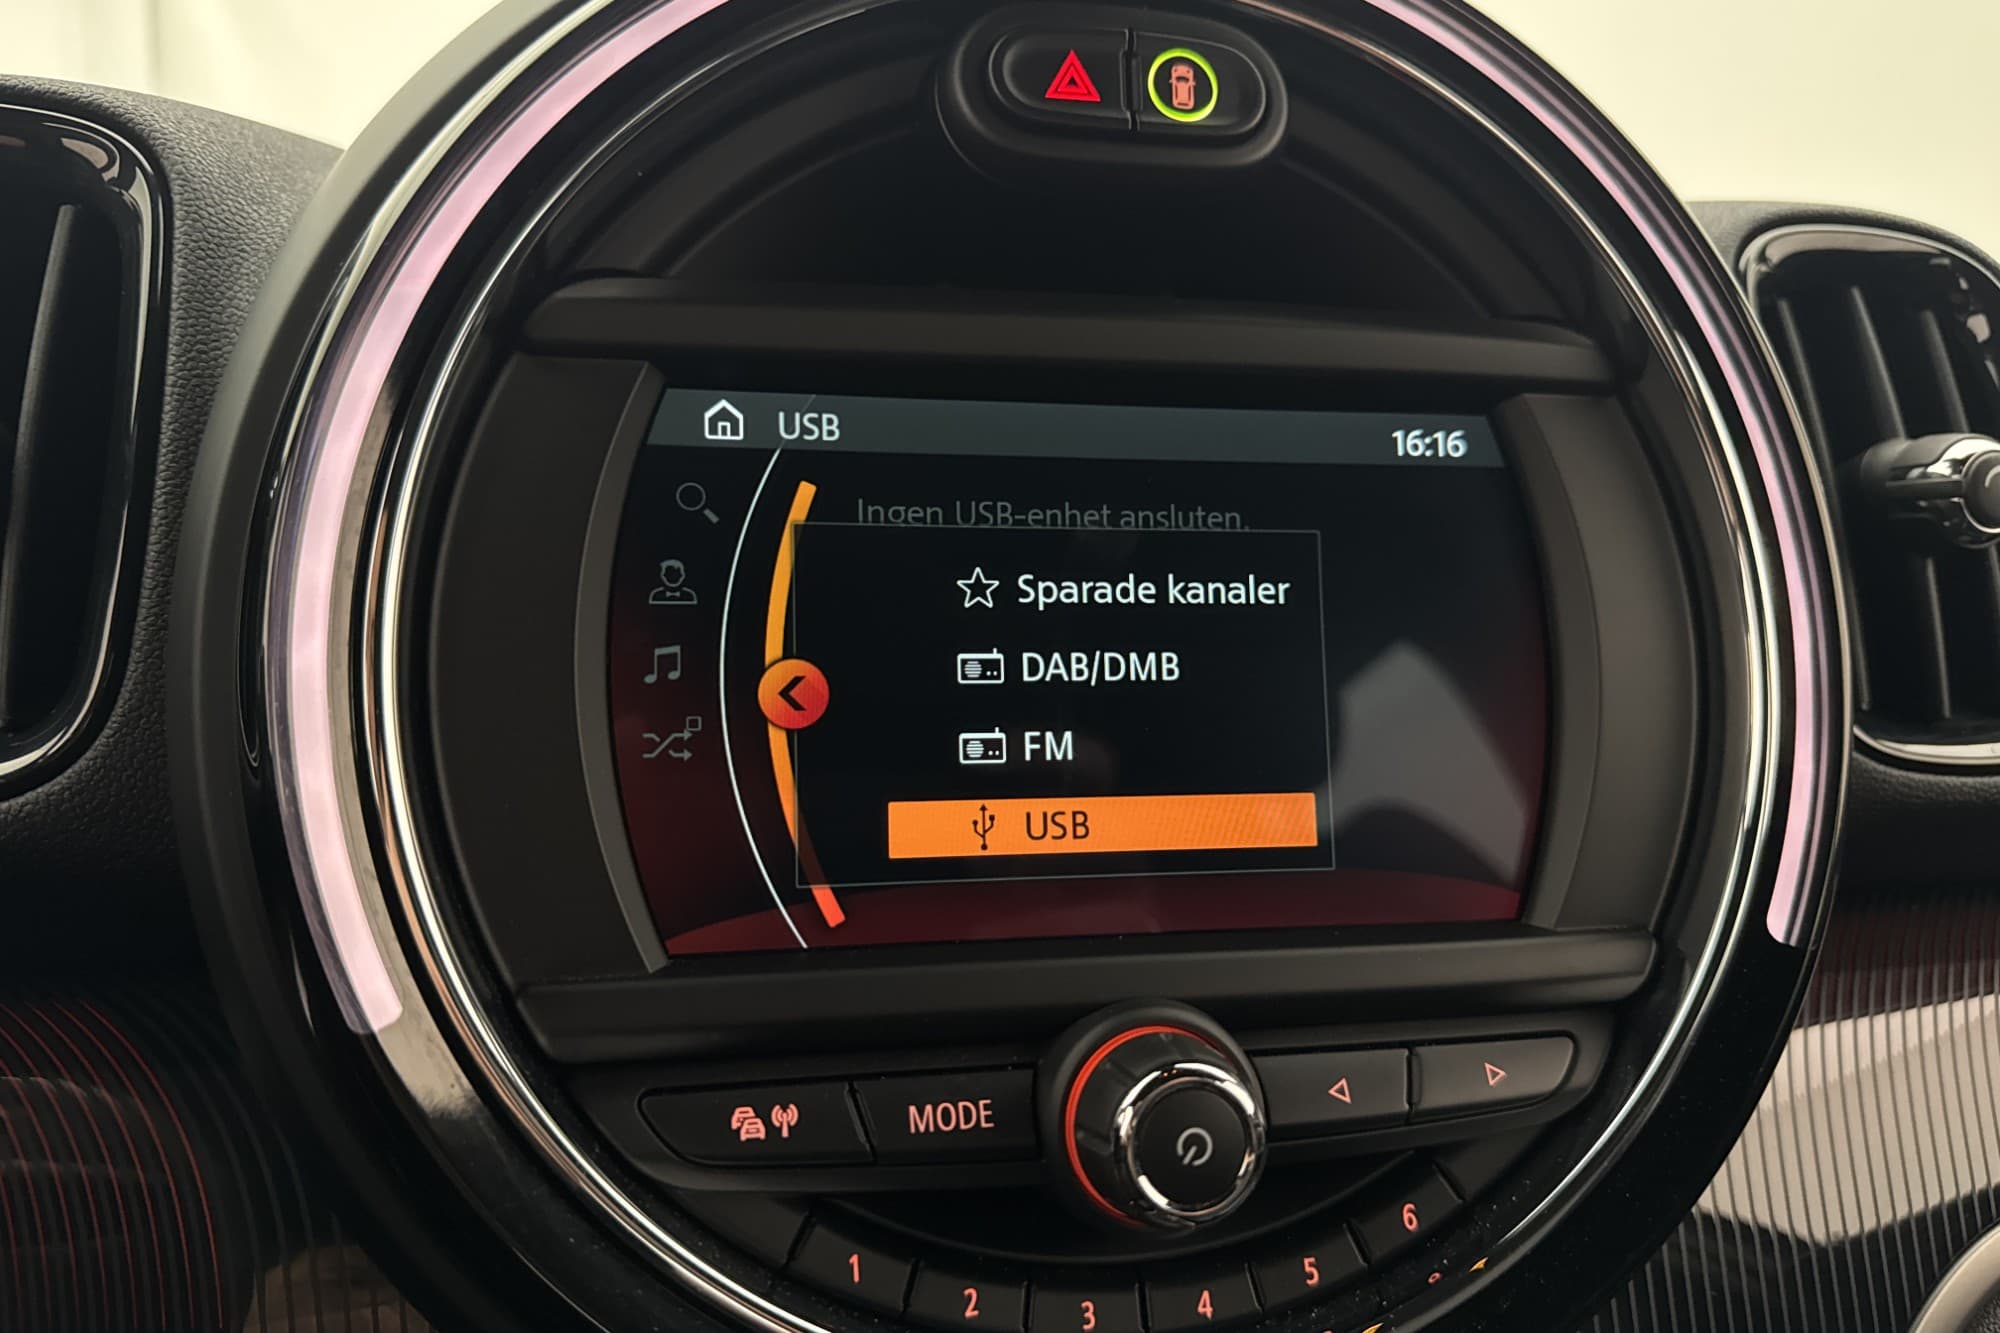 USB
16:16
Ingen USB-enhet ansluten.
Sparade kanaler
DAB/DMB
FM
USB
MODE
1
2
3
4
5
6